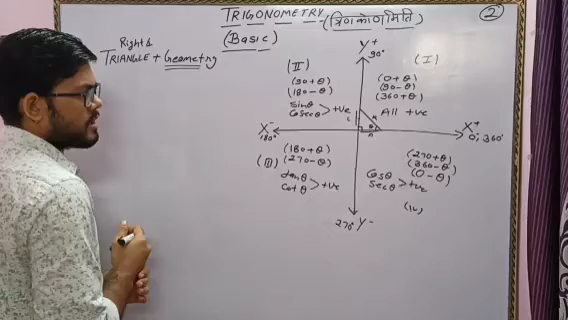 TRIGONOMETRY (त्रिकोणमिति)
(Basic)
2
Right∠
TRIANGLE + Geometry
Y+
90°
(II)
(90+θ)
(180-θ)
sinθ
cosecθ > +ve
(I)
(0+θ)
(90-θ)
(360+θ)
All +ve
L
K
θ
A
X-
180°
X+
0°, 360°
(III)
(180+θ)
(270-θ)
tanθ
cotθ > +ve
(270+θ)
(360-θ)
(0-θ)
cosθ
secθ > +ve
(IV)
270° Y-